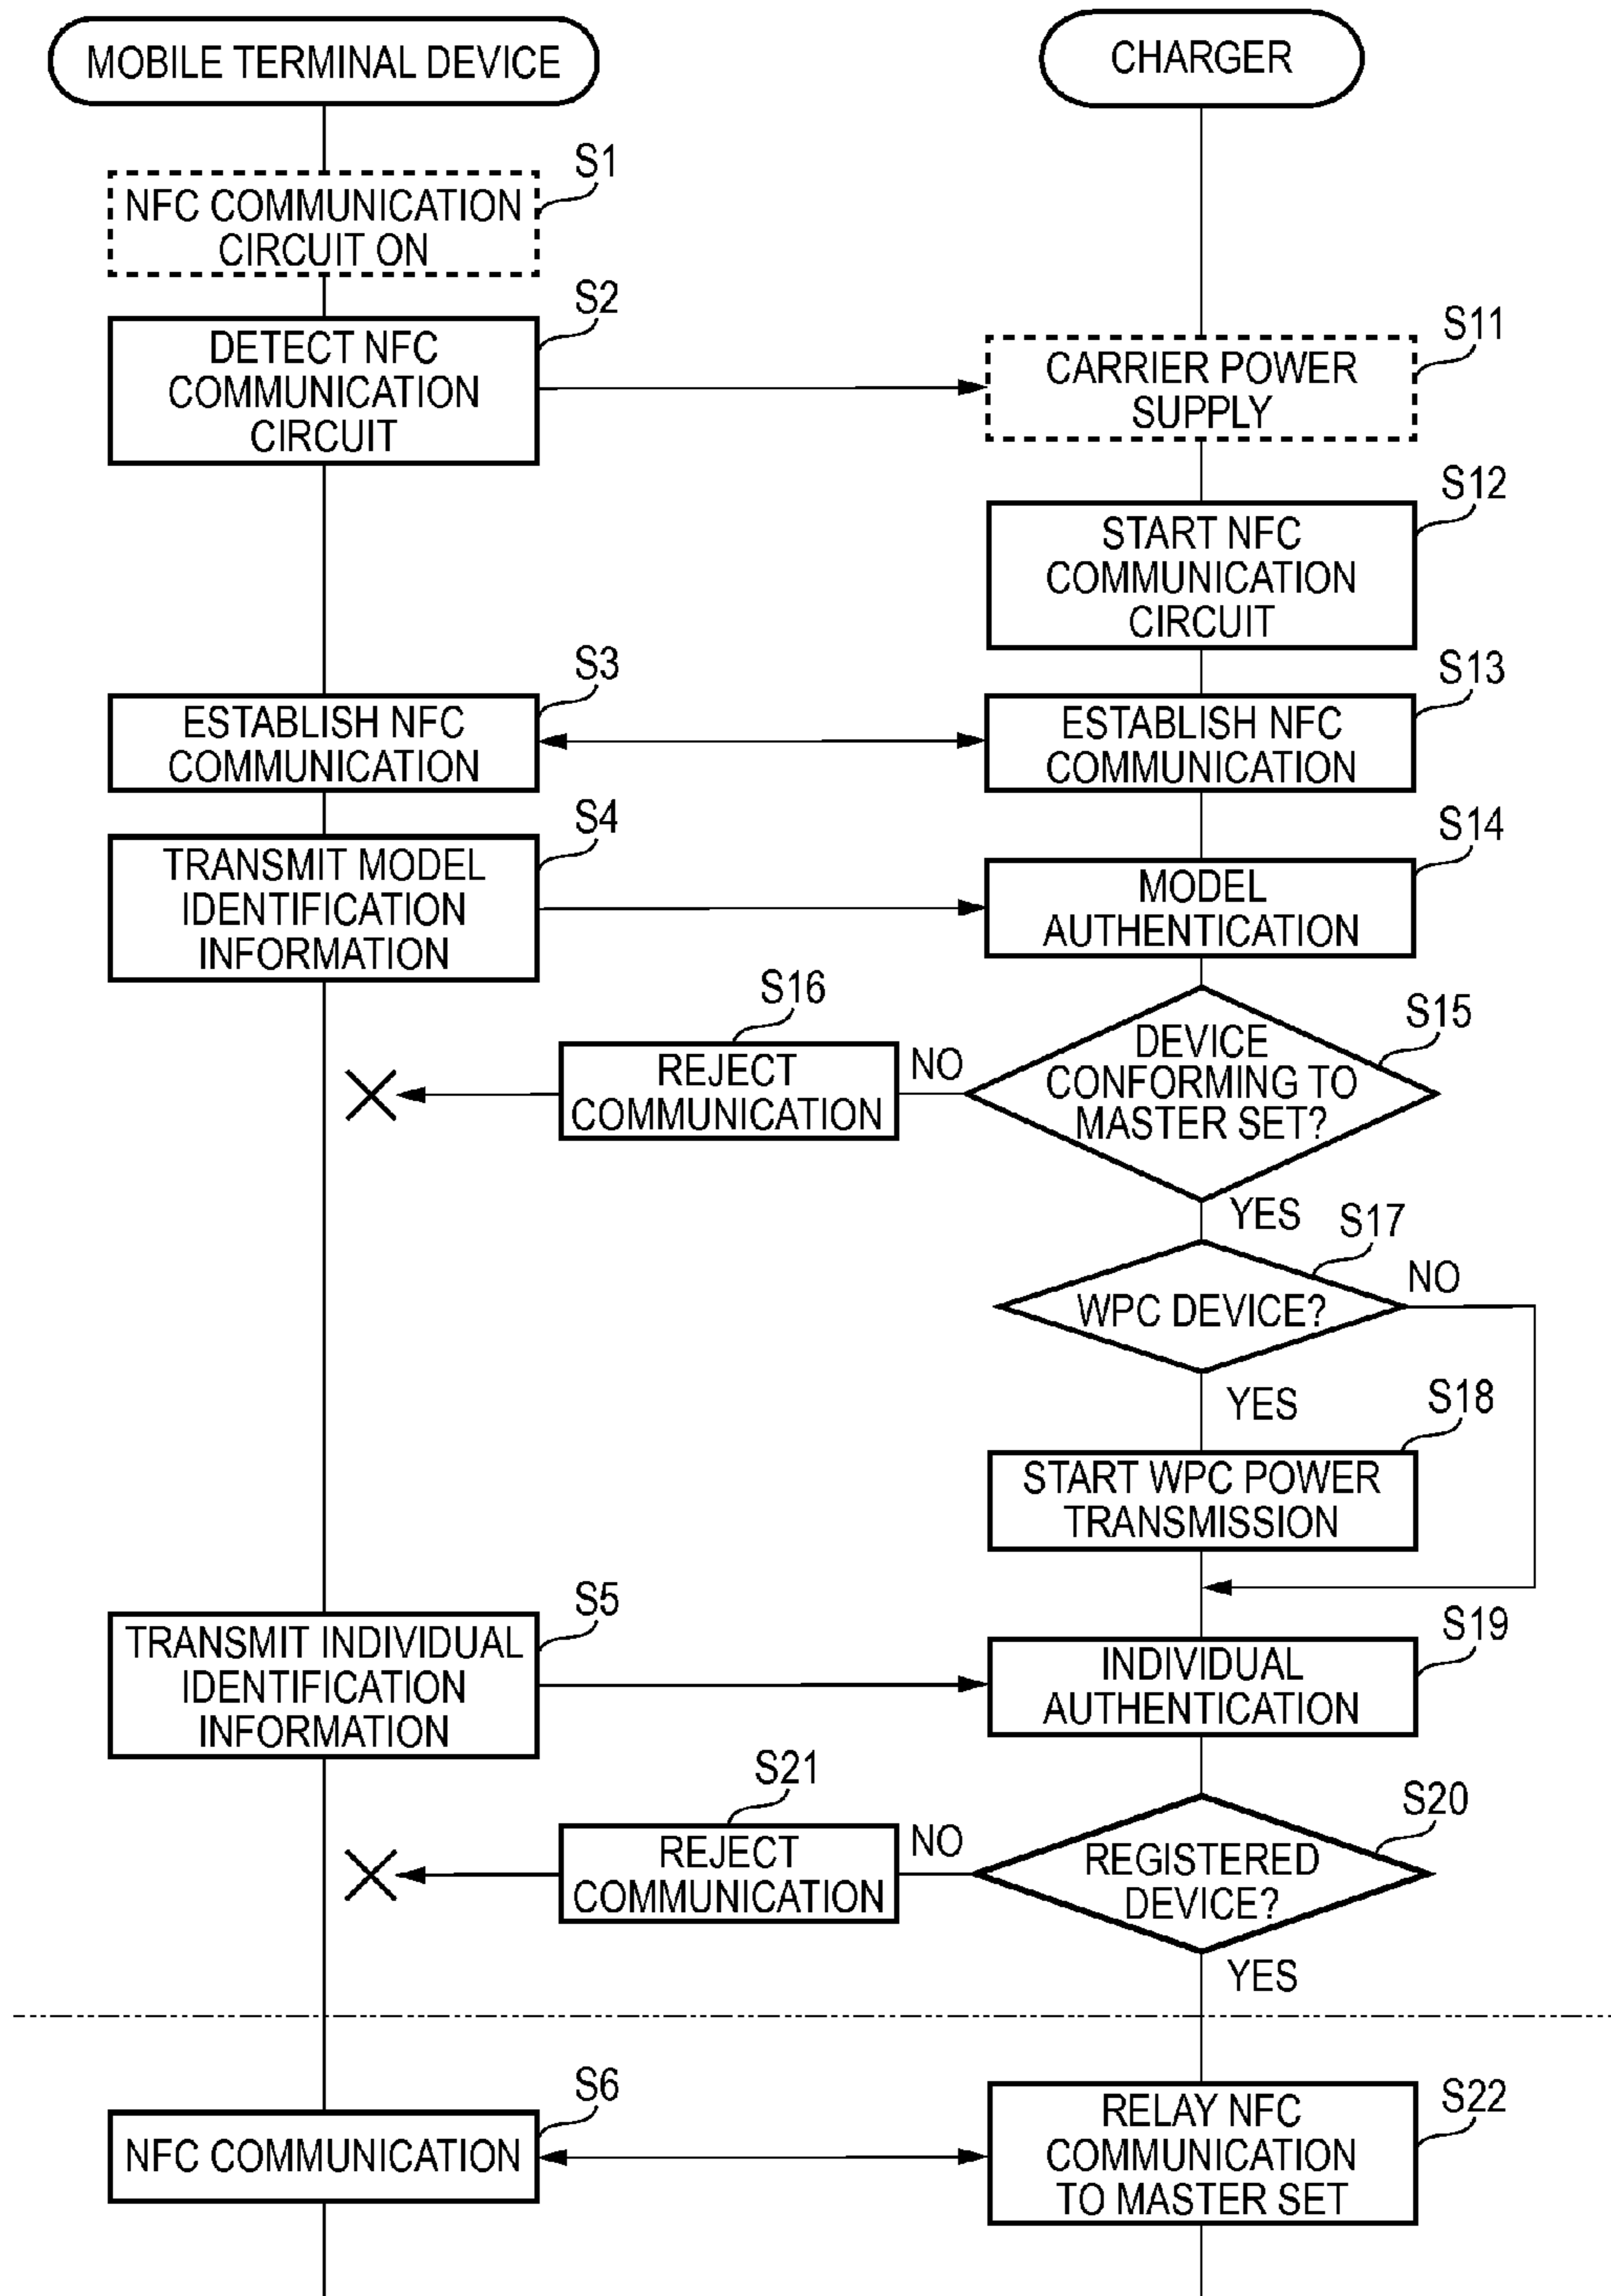 MOBILE TERMINAL DEVICE
CHARGER
S1
NFC COMMUNICATION
CIRCUIT ON
S2
DETECT NFC
COMMUNICATION
CIRCUIT
S11
CARRIER POWER
SUPPLY
S12
START NFC
COMMUNICATION
CIRCUIT
S3
ESTABLISH NFC
COMMUNICATION
S13
ESTABLISH NFC
COMMUNICATION
S4
TRANSMIT MODEL
IDENTIFICATION
INFORMATION
S14
MODEL
AUTHENTICATION
S15
DEVICE
CONFORMING TO
MASTER SET?
NO
S16
REJECT
COMMUNICATION
YES
S17
WPC DEVICE?
NO
YES
S18
START WPC POWER
TRANSMISSION
S5
TRANSMIT INDIVIDUAL
IDENTIFICATION
INFORMATION
S19
INDIVIDUAL
AUTHENTICATION
S20
REGISTERED
DEVICE?
NO
S21
REJECT
COMMUNICATION
YES
S6
NFC COMMUNICATION
S22
RELAY NFC
COMMUNICATION
TO MASTER SET